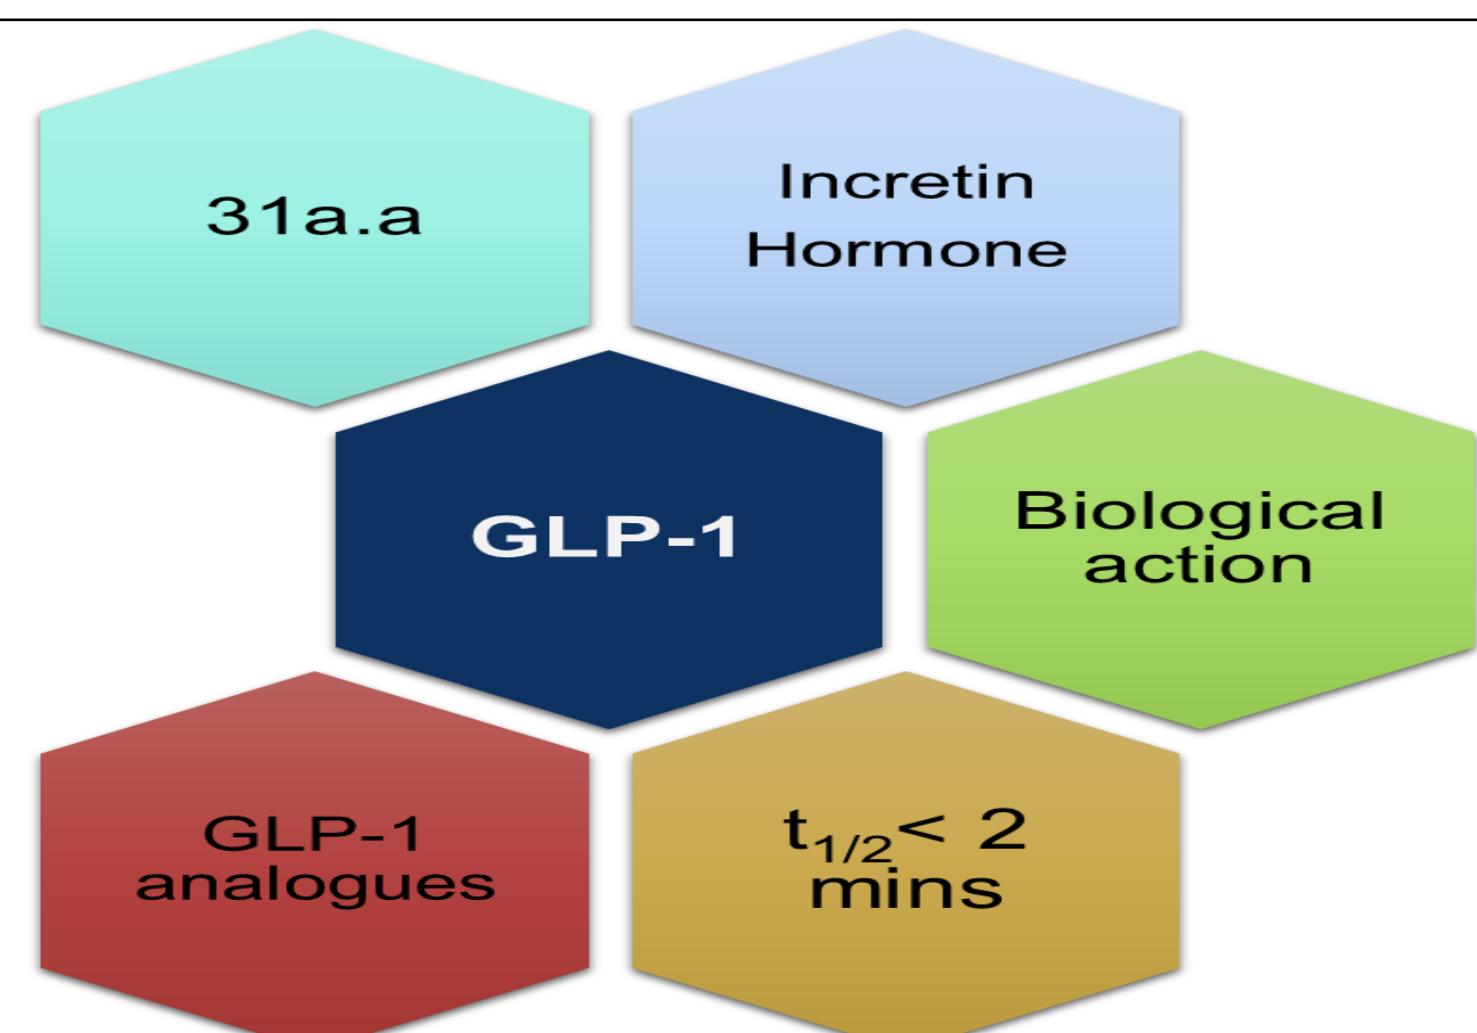 31a.a
Incretin
Hormone
GLP-1
Biological
action
GLP-1
analogues
t1/2< 2
mins